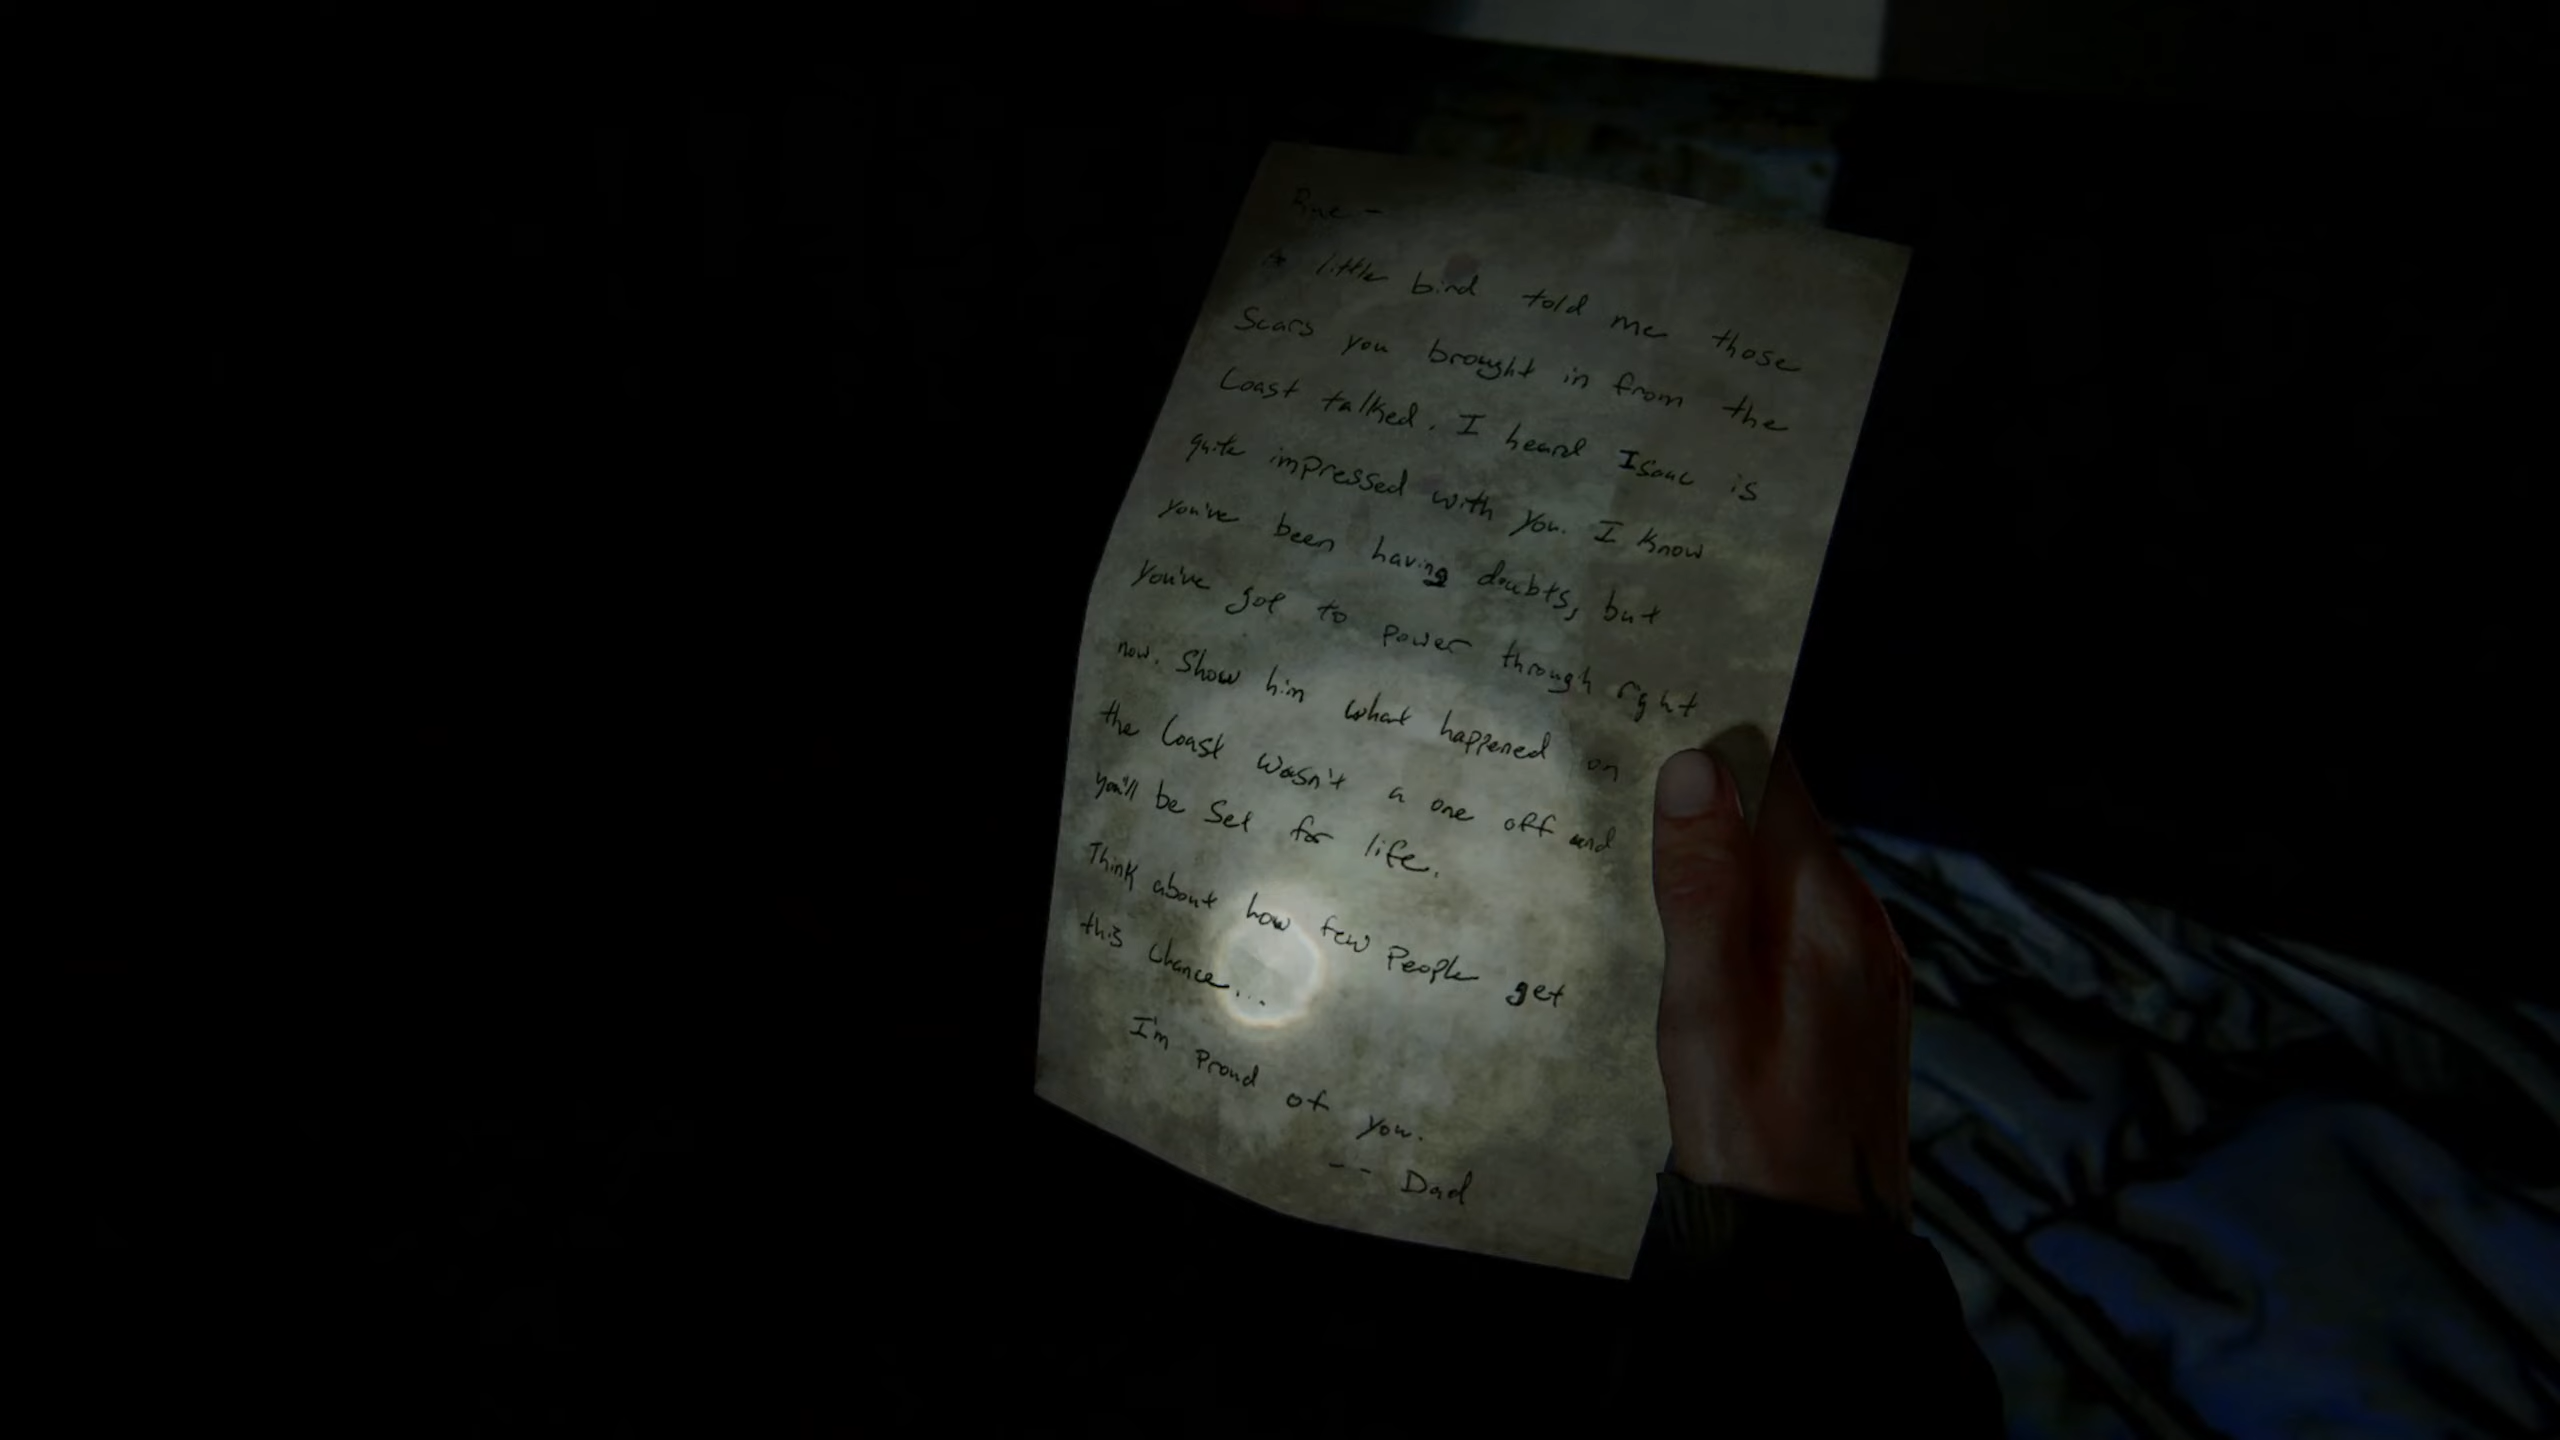 A little bird told me those
Scars you brought in from the
Coast talked. I heard Isaac is
quite impressed with you. I know
you've been having doubts, but
you've got to power through right
now. Show him what happened on
the Coast wasn't a one off and
you'll be set for life.
Think about how few People get
this Chance...
I'm Proud of you.
-- Dad